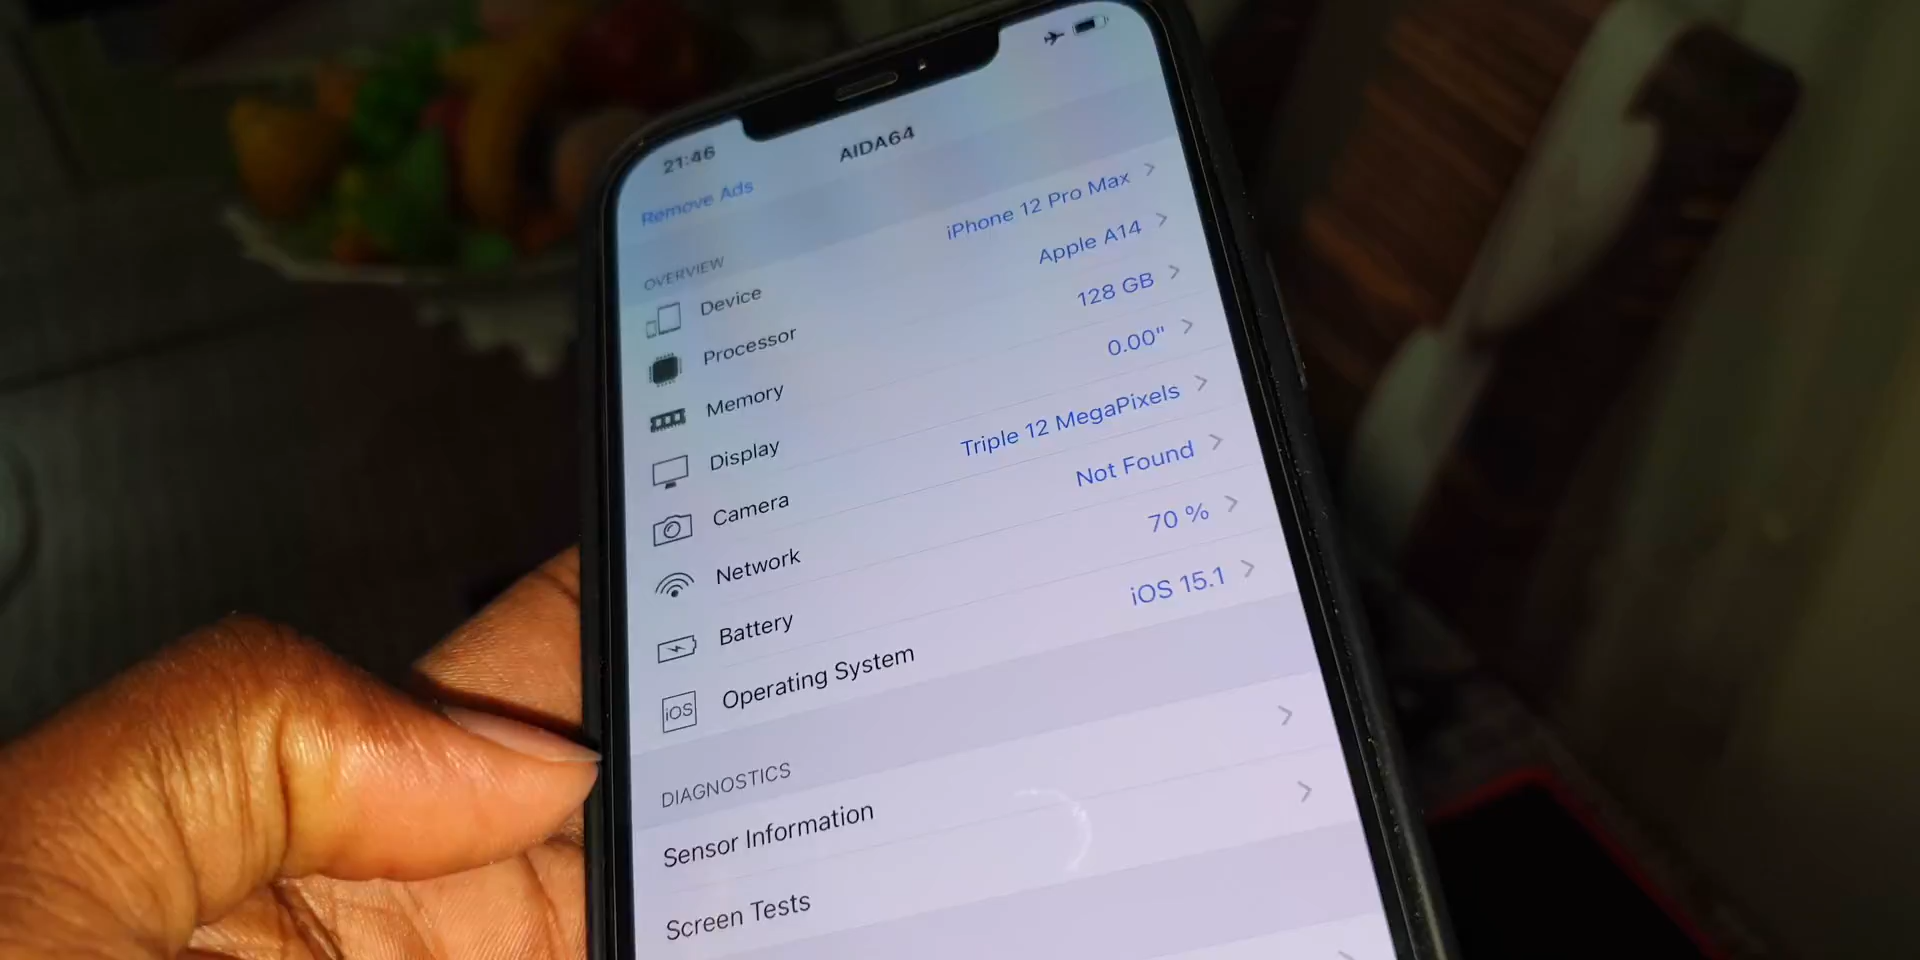 21:46
AIDA64
Remove Ads
OVERVIEW
Device iPhone 12 Pro Max
Processor Apple A14
Memory 128 GB
Display 0.00"
Camera Triple 12 MegaPixels
Network Not Found
Battery 70 %
iOS Operating System iOS 15.1
DIAGNOSTICS
Sensor Information
Screen Tests